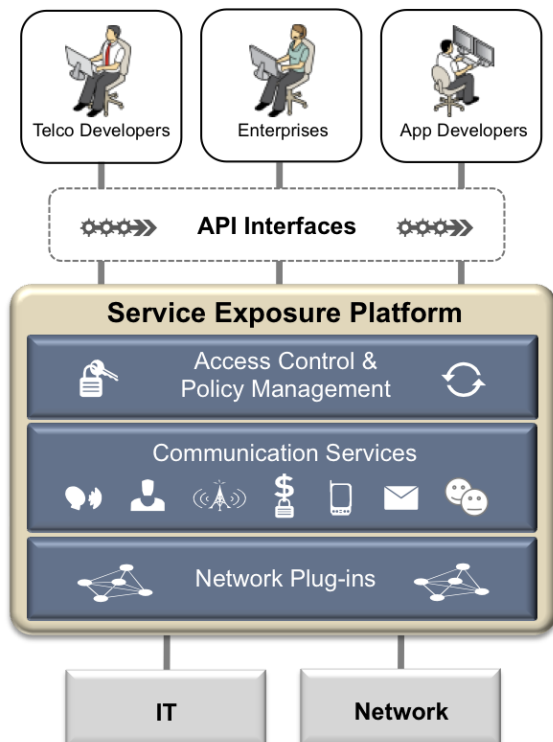 Telco Developers
Enterprises
App Developers
API Interfaces
Service Exposure Platform
Access Control &
Policy Management
Communication Services
$
Network Plug-ins
IT
Network